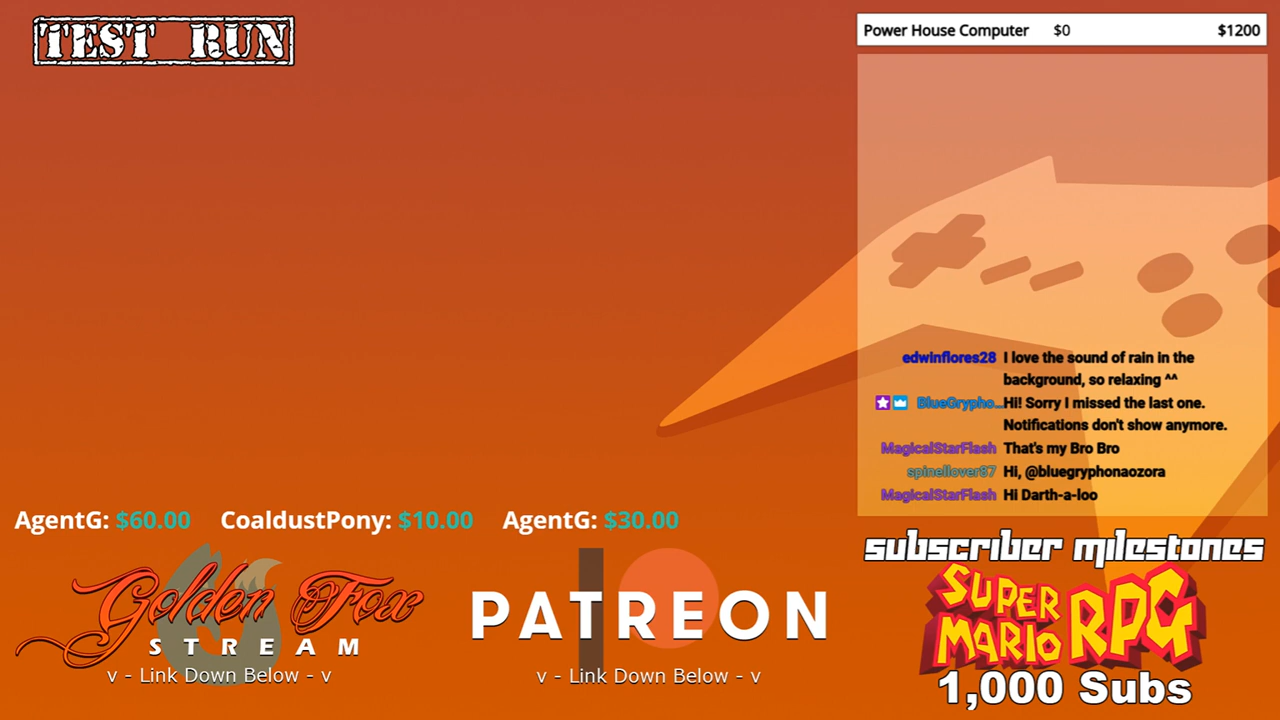 TEST RUN
Power House Computer $0 $1200
edwinflores28 I love the sound of rain in the
background, so relaxing ^^
BlueGrypho... Hi! Sorry I missed the last one.
Notifications don't show anymore.
MagicalStarFlash That's my Bro Bro
spinellover87 Hi, @bluegryphonaozora
MagicalStarFlash Hi Darth-a-loo
AgentG: $60.00 CoaldustPony: $10.00 AgentG: $30.00
Golden Fox
STREAM
v - Link Down Below - v
PATREON
v - Link Down Below - v
subscriber milestones
SUPER
MARIO RPG
1,000 Subs